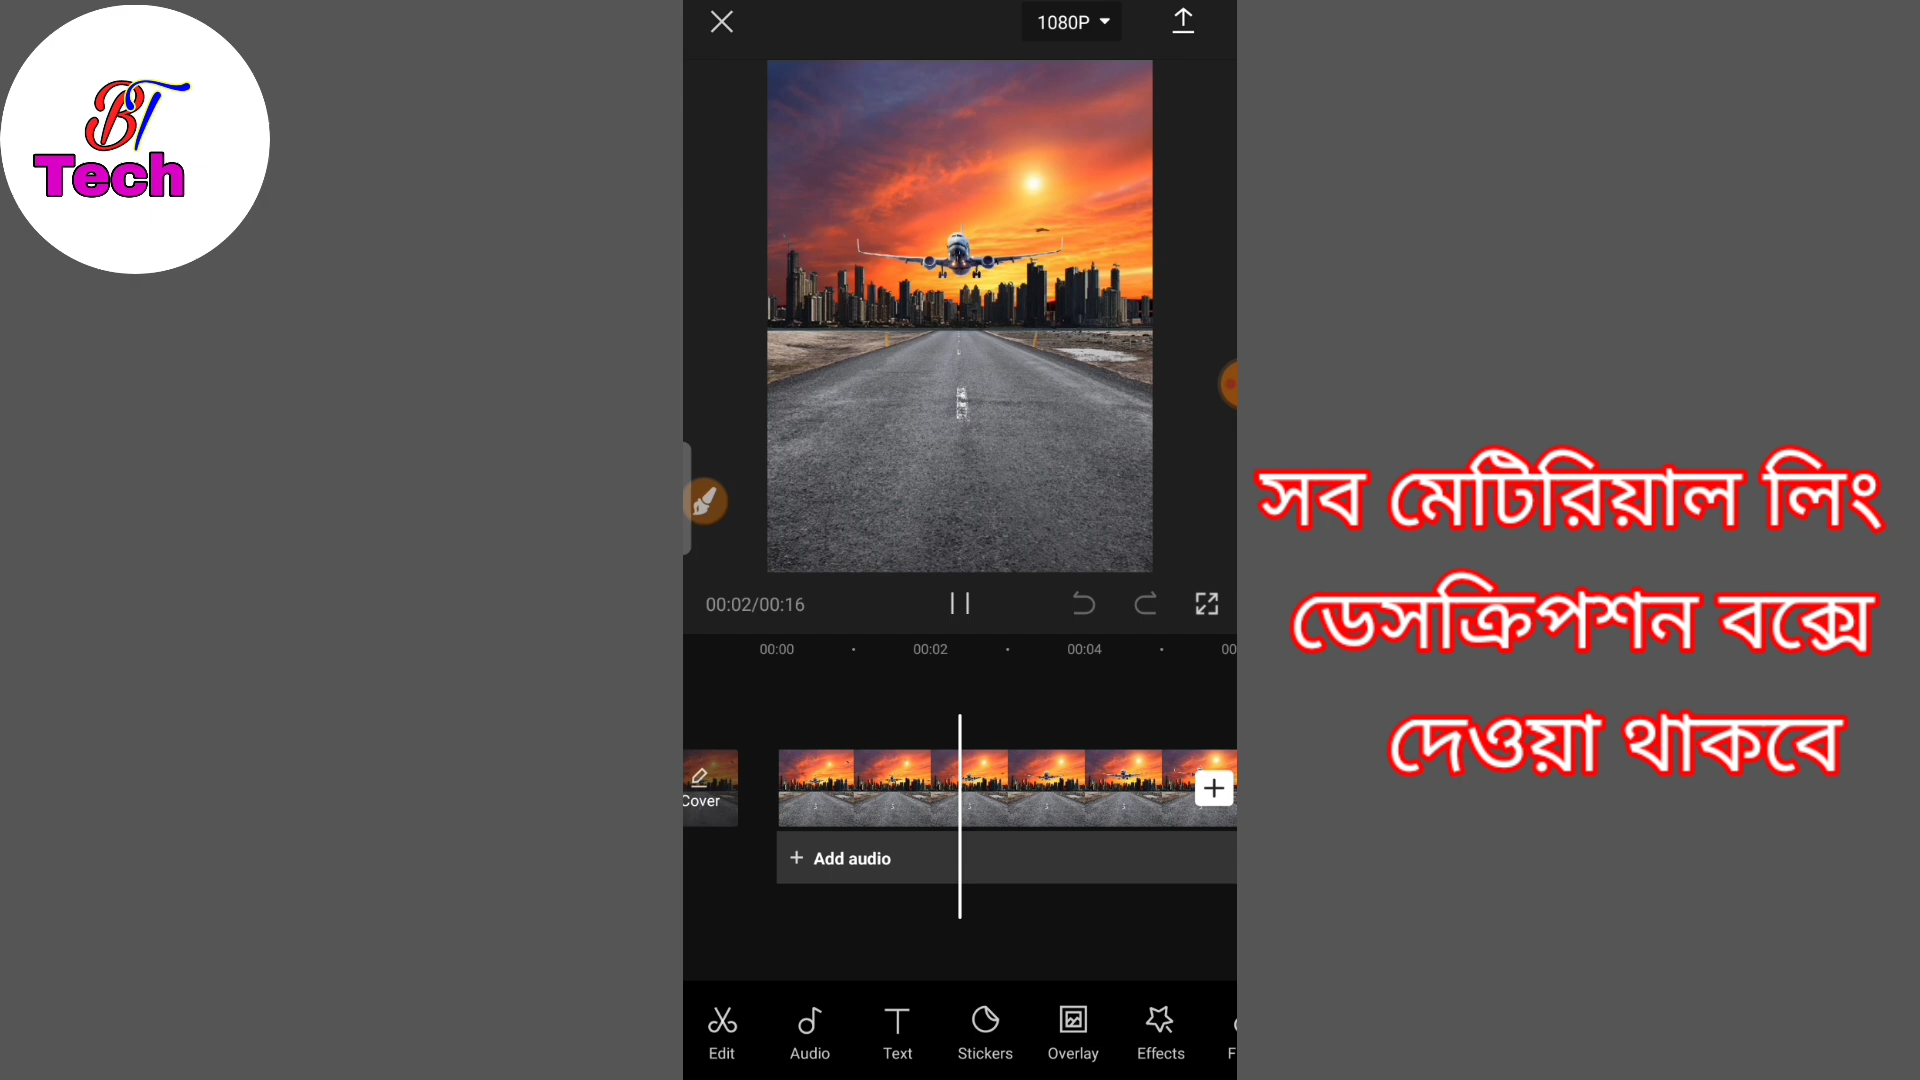 BT
Tech
1080P
সব মেটিরিয়াল লিং
ডেসক্রিপশন বক্সে
দেওয়া থাকবে
00:02/00:16
00:00 00:02 00:04 00
Cover
+ Add audio
Edit Audio Text Stickers Overlay Effects F